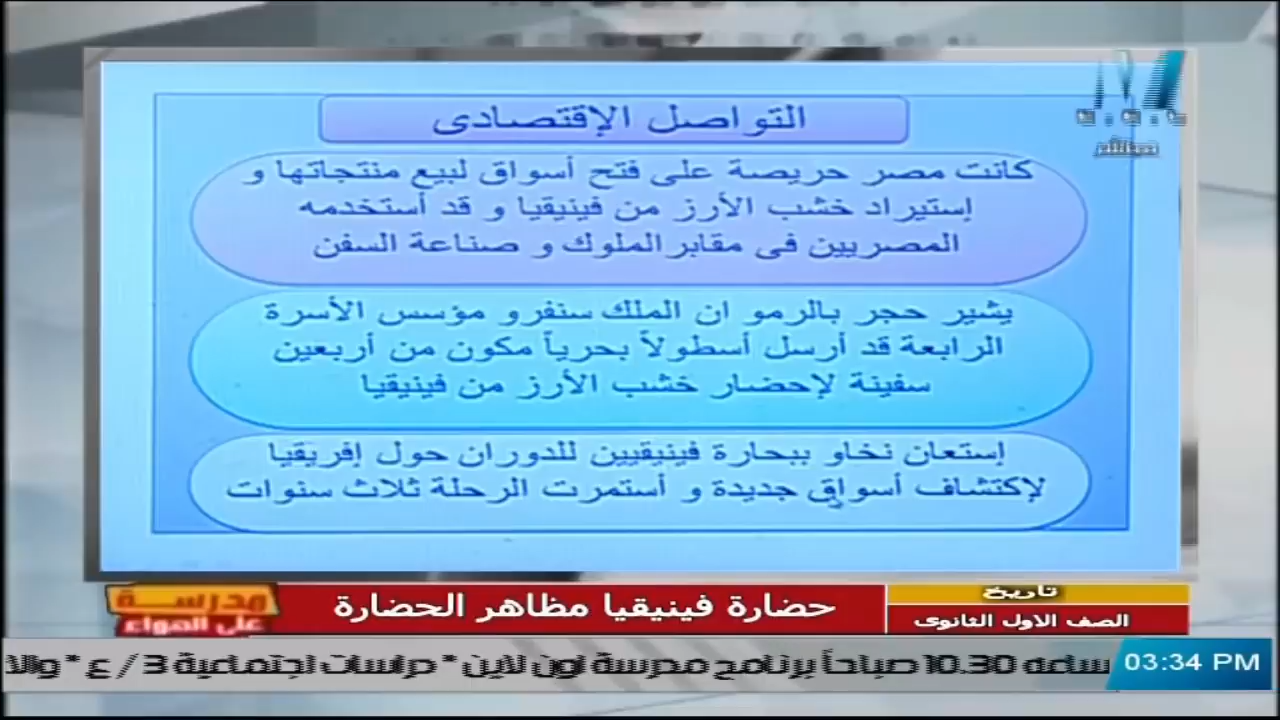 التواصل الإقتصادى
كانت مصر حريصة على فتح أسواق لبيع منتجاتها و
إستيراد خشب الأرز من فينيقيا و قد أستخدمه
المصريين فى مقابر الملوك و صناعة السفن
يشير حجر بالرمو ان الملك سنفرو مؤسس الأسرة
الرابعة قد أرسل أسطولاً بحرياً مكون من أربعين
سفينة لإحضار خشب الأرز من فينيقيا
إستعان نخاو ببحارة فينيقيين للدوران حول إفريقيا
لإكتشاف أسواق جديدة و أستمرت الرحلة ثلاث سنوات
مباشر
تاريخ
الصف الاول الثانوى
حضارة فينيقيا مظاهر الحضارة
مدرسة
على الهواء
03:34 PM
ساعه 10.30 صباحاً برنامج مدرسة اون لاين * دراسات اجتماعية 3 / ع * والا